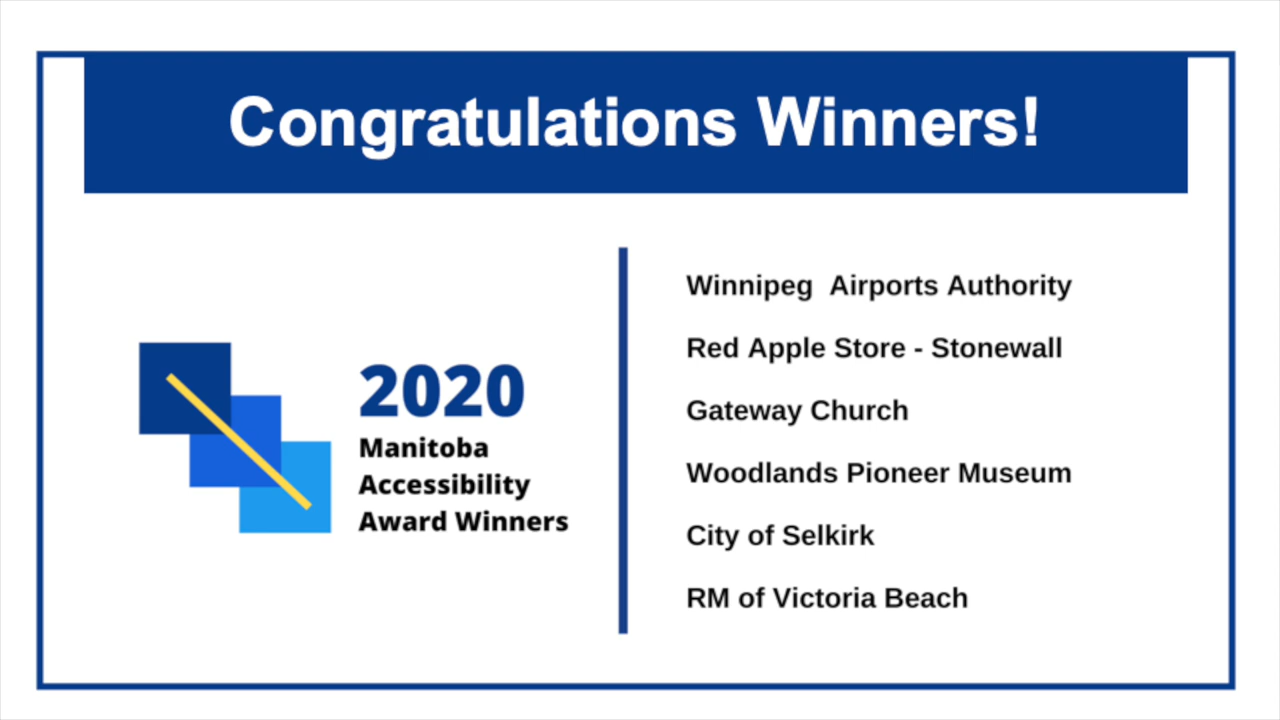 Congratulations Winners!
2020
Manitoba
Accessibility
Award Winners
Winnipeg  Airports Authority
Red Apple Store - Stonewall
Gateway Church
Woodlands Pioneer Museum
City of Selkirk
RM of Victoria Beach